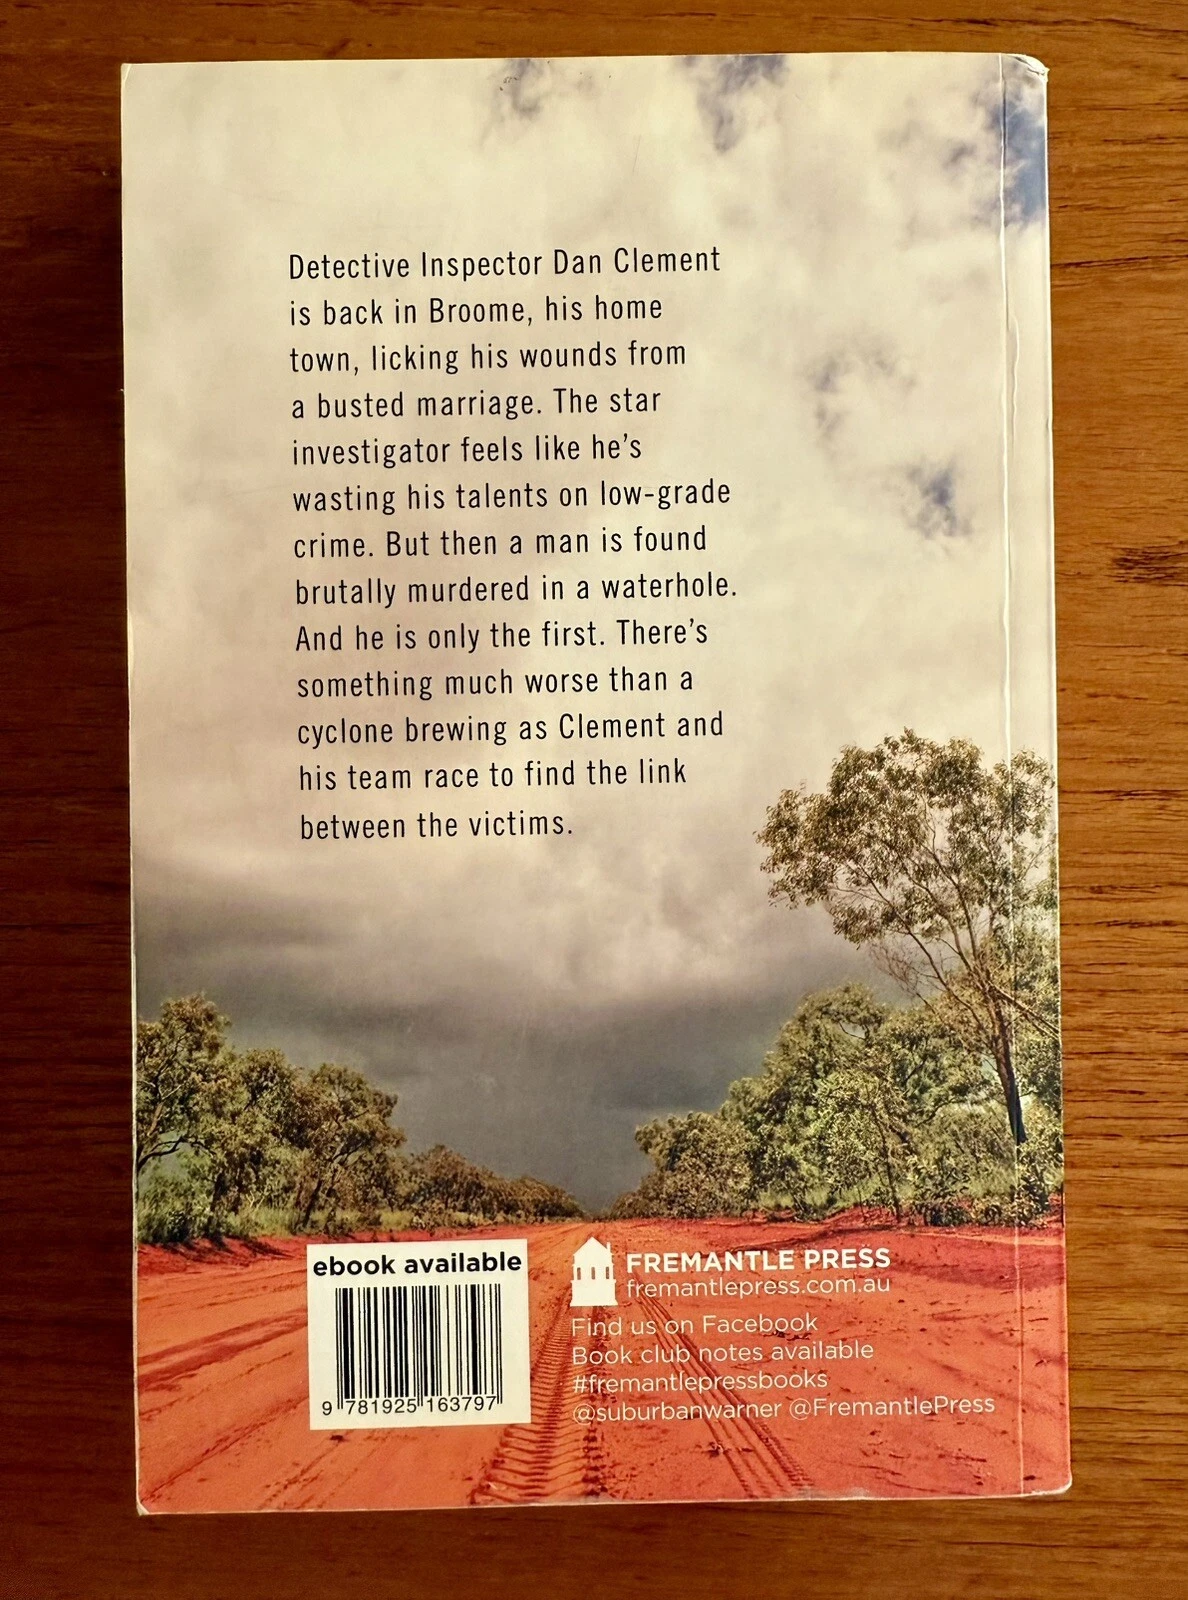 Detective Inspector Dan Clement
is back in Broome, his home
town, licking his wounds from
a busted marriage. The star
investigator feels like he's
wasting his talents on low-grade
crime. But then a man is found
brutally murdered in a waterhole.
And he is only the first. There's
something much worse than a
cyclone brewing as Clement and
his team race to find the link
between the victims.
ebook available
9 781925 163797
FREMANTLE PRESS
fremantlepress.com.au
Find us on Facebook
Book club notes available
#fremantlepressbooks
@suburbanwarner @FremantlePress